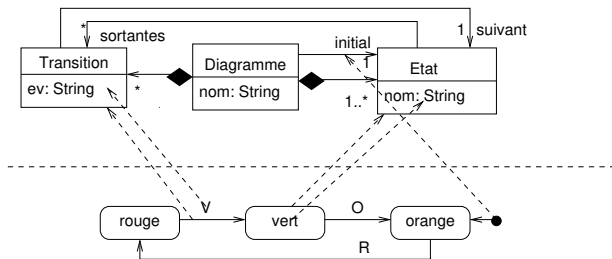 * sortantes 1 suivant
Transition Diagramme initial Etat
1
ev: String * nom: String 1..* nom: String
rouge V vert O orange
R